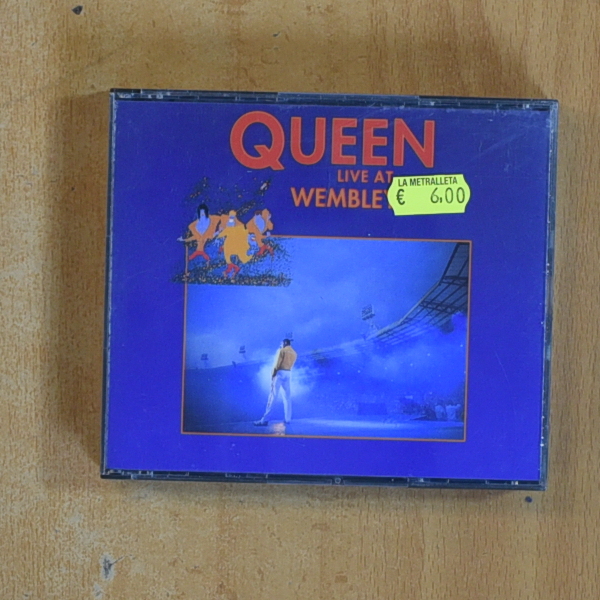 QUEEN
LIVE AT
WEMBLEY
LA METRALLETA
€ 6,00